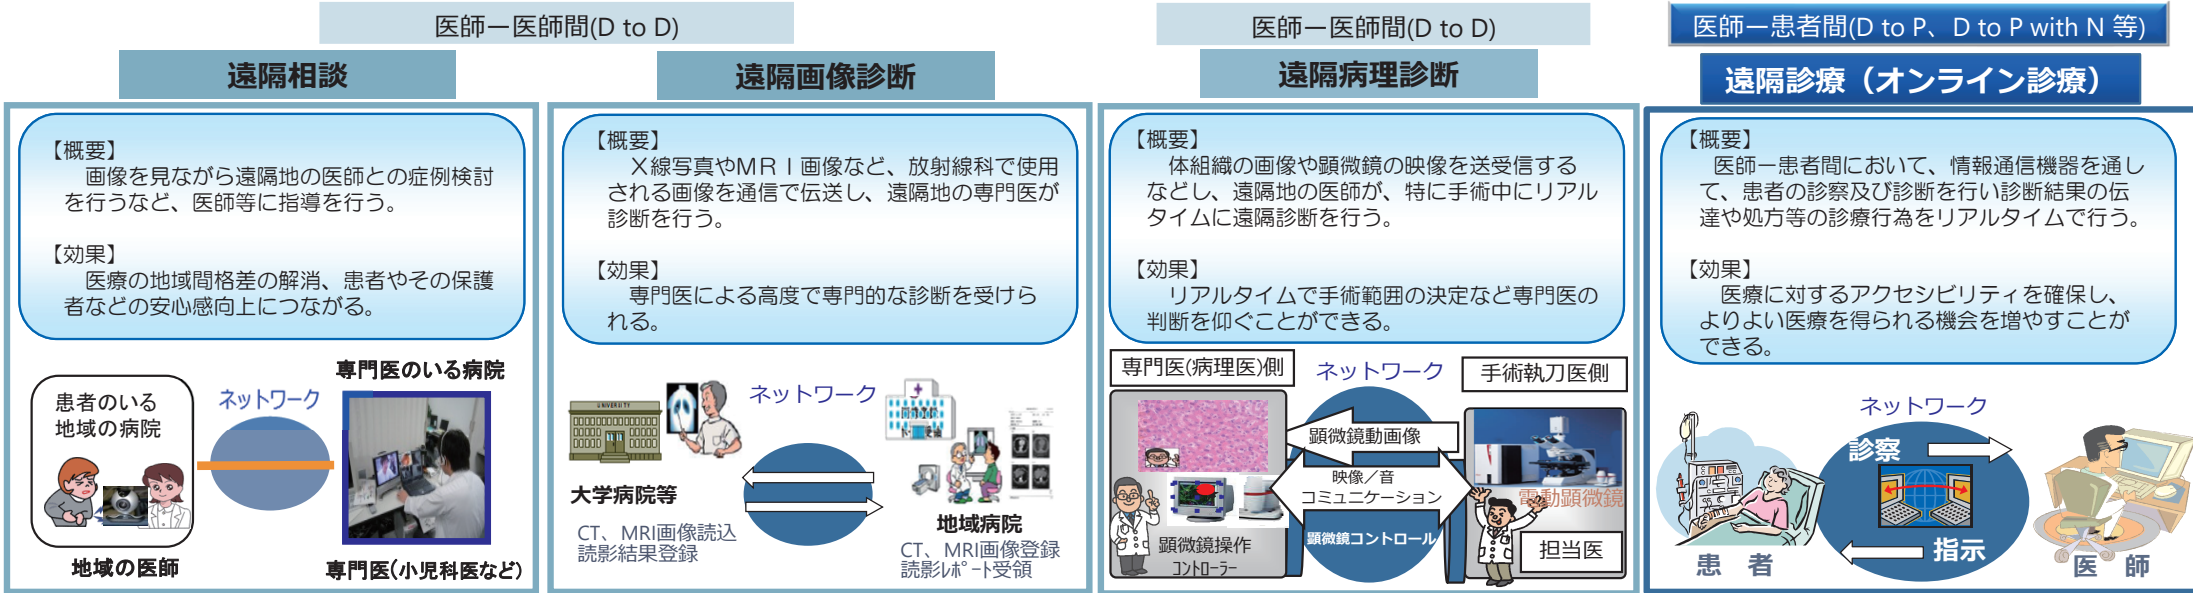 医師ー医師間(D to D)
遠隔相談
遠隔画像診断
医師ー医師間(D to D)
遠隔病理診断
医師ー患者間(D to P、D to P with N 等)
遠隔診療（オンライン診療）
【概要】
画像を見ながら遠隔地の医師との症例検討
を行うなど、医師等に指導を行う。
【効果】
医療の地域間格差の解消、患者やその保護
者などの安心感向上につながる。
患者のいる
地域の病院
ネットワーク
専門医のいる病院
地域の医師
専門医(小児科医など)
【概要】
Ｘ線写真やＭＲＩ画像など、放射線科で使用
される画像を通信で伝送し、遠隔地の専門医が
診断を行う。
【効果】
専門医による高度で専門的な診断を受けら
れる。
UNIVERSITY
ネットワーク
大学病院等
CT、MRI画像読込
読影結果登録
地域病院
CT、MRI画像登録
読影ﾚﾎﾟｰﾄ受領
【概要】
体組織の画像や顕微鏡の映像を送受信する
などし、遠隔地の医師が、特に手術中にリアル
タイムに遠隔診断を行う。
【効果】
リアルタイムで手術範囲の決定など専門医の
判断を仰ぐことができる。
専門医(病理医)側
ネットワーク
手術執刀医側
顕微鏡動画像
映像／音
コミュニケーション
電動顕微鏡
顕微鏡コントロール
顕微鏡操作
ｺﾝﾄﾛｰﾗｰ
担当医
【概要】
医師ー患者間において、情報通信機器を通し
て、患者の診察及び診断を行い診断結果の伝
達や処方等の診療行為をリアルタイムで行う。
【効果】
医療に対するアクセシビリティを確保し、
よりよい医療を得られる機会を増やすことが
できる。
ネットワーク
診察
指示
患 者
医 師